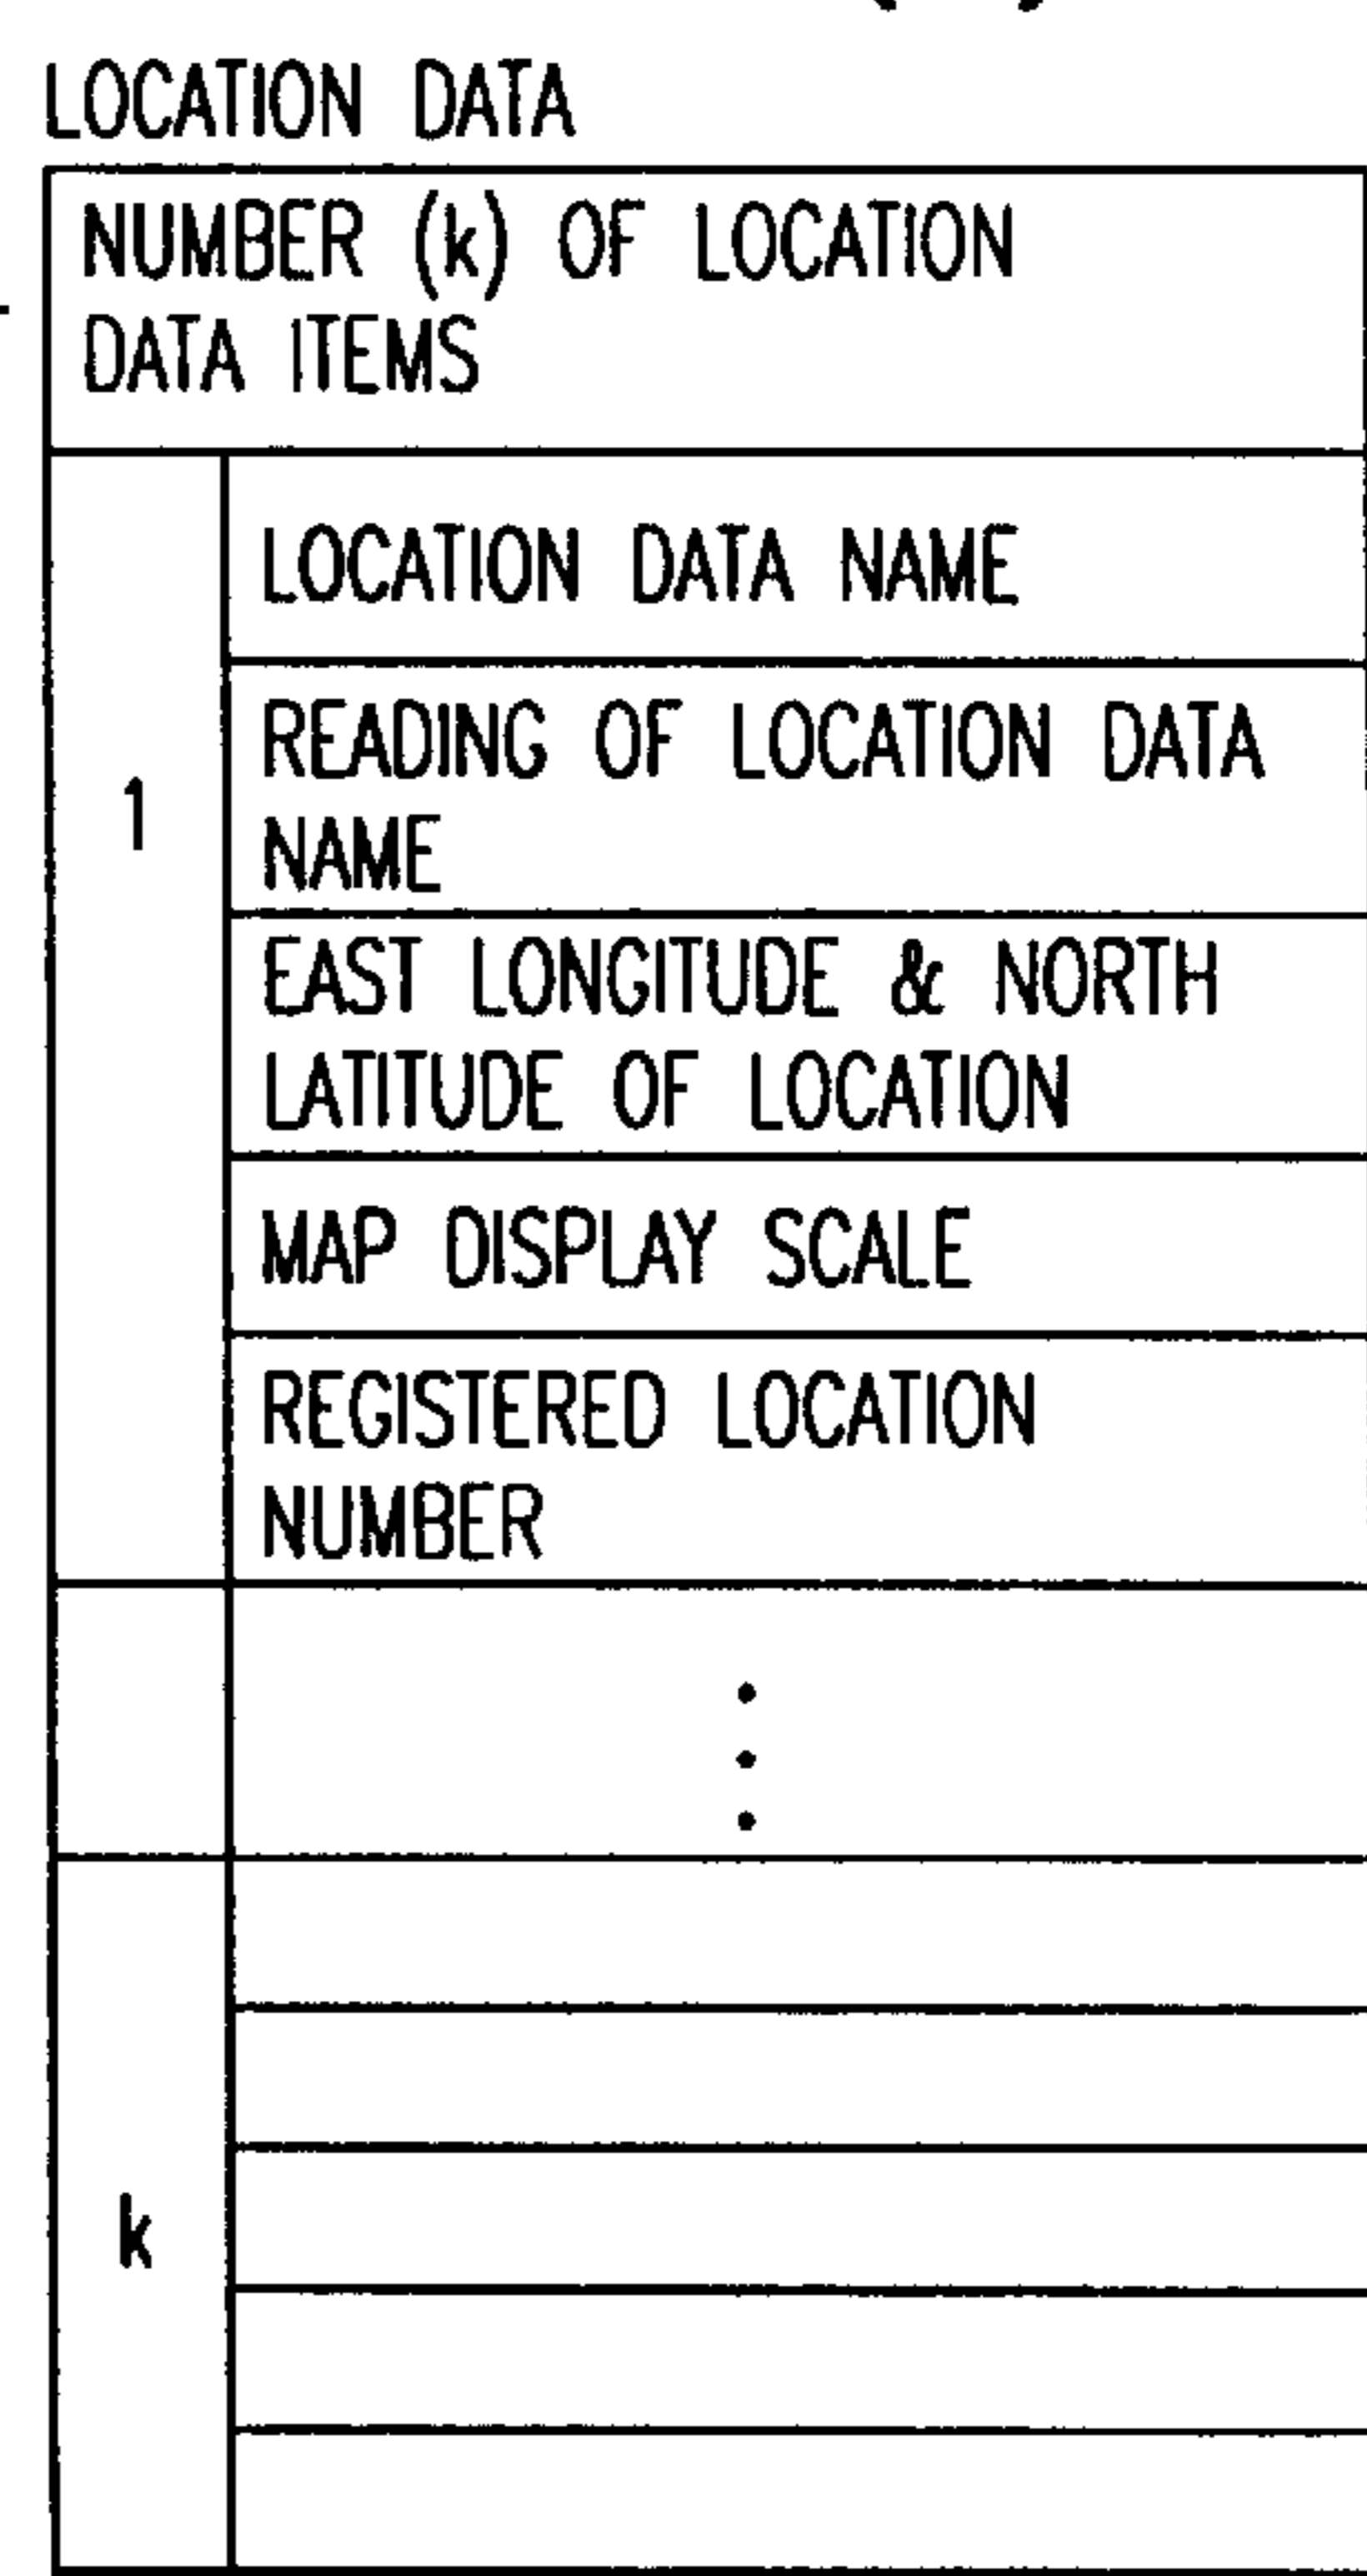 LOCATION DATA
NUMBER (k) OF LOCATION
DATA ITEMS
LOCATION DATA NAME
1
READING OF LOCATION DATA
NAME
EAST LONGITUDE & NORTH
LATITUDE OF LOCATION
MAP DISPLAY SCALE
REGISTERED LOCATION
NUMBER
k